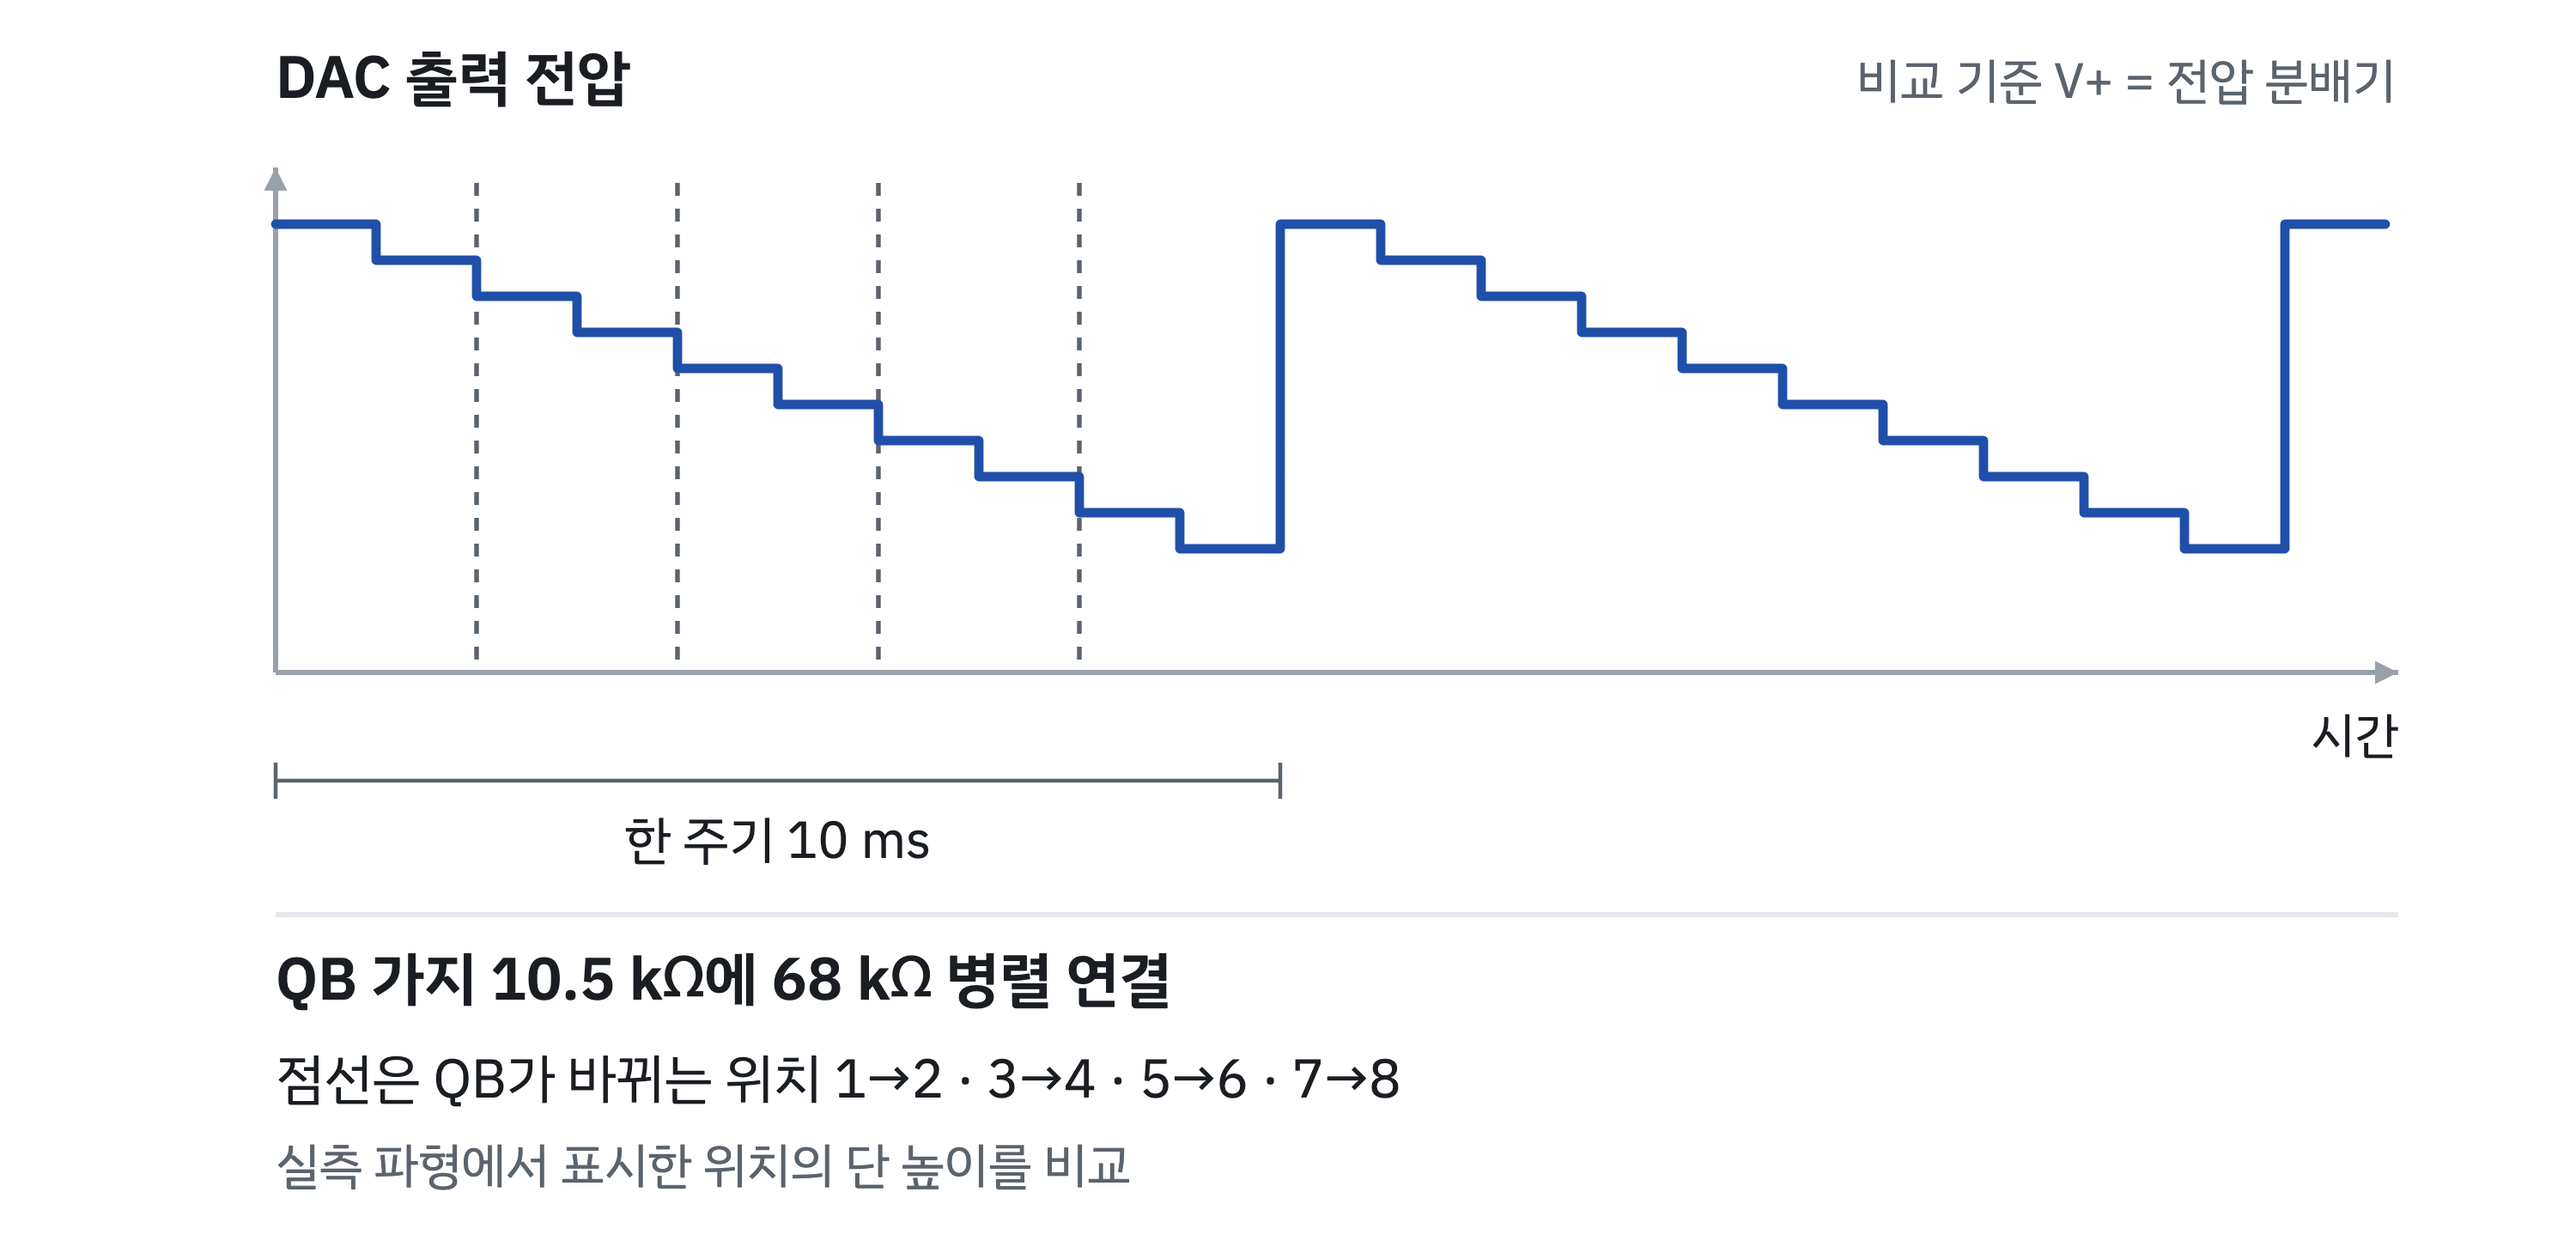 DAC 출력 전압
비교 기준 V+ = 전압 분배기
시간
한 주기 10 ms
QB 가지 10.5 kΩ에 68 kΩ 병렬 연결
점선은 QB가 바뀌는 위치 1→2 · 3→4 · 5→6 · 7→8
실측 파형에서 표시한 위치의 단 높이를 비교